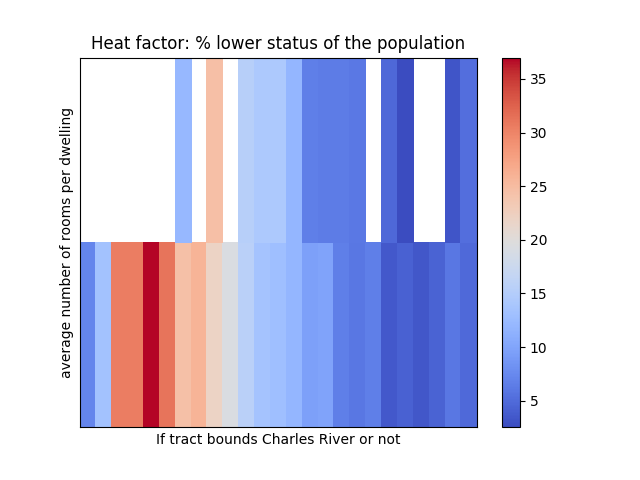 Heat factor: % lower status of the population
average number of rooms per dwelling
If tract bounds Charles River or not
35
30
25
20
15
10
5